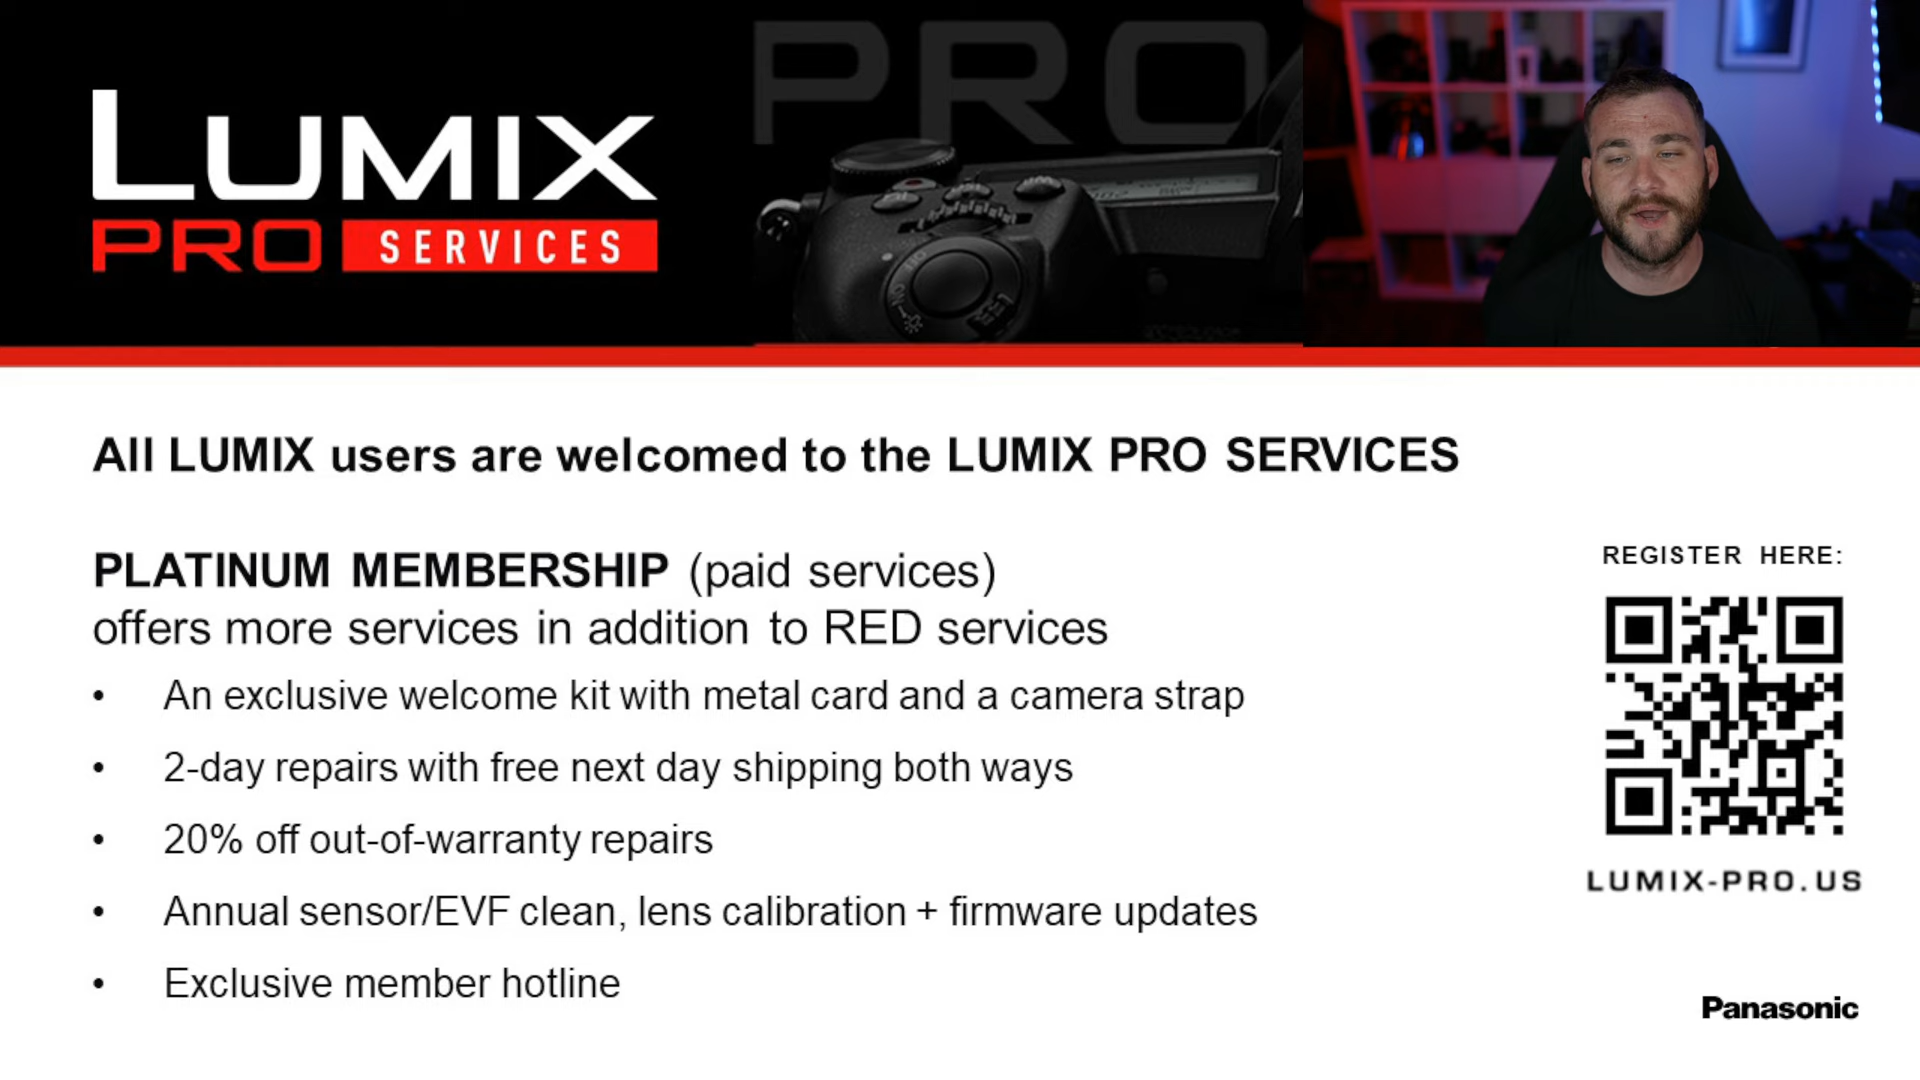 PRO
LUMIX
PRO SERVICES
All LUMIX users are welcomed to the LUMIX PRO SERVICES
PLATINUM MEMBERSHIP (paid services)
offers more services in addition to RED services
• An exclusive welcome kit with metal card and a camera strap
• 2-day repairs with free next day shipping both ways
• 20% off out-of-warranty repairs
• Annual sensor/EVF clean, lens calibration + firmware updates
• Exclusive member hotline
REGISTER HERE:
LUMIX-PRO.US
Panasonic